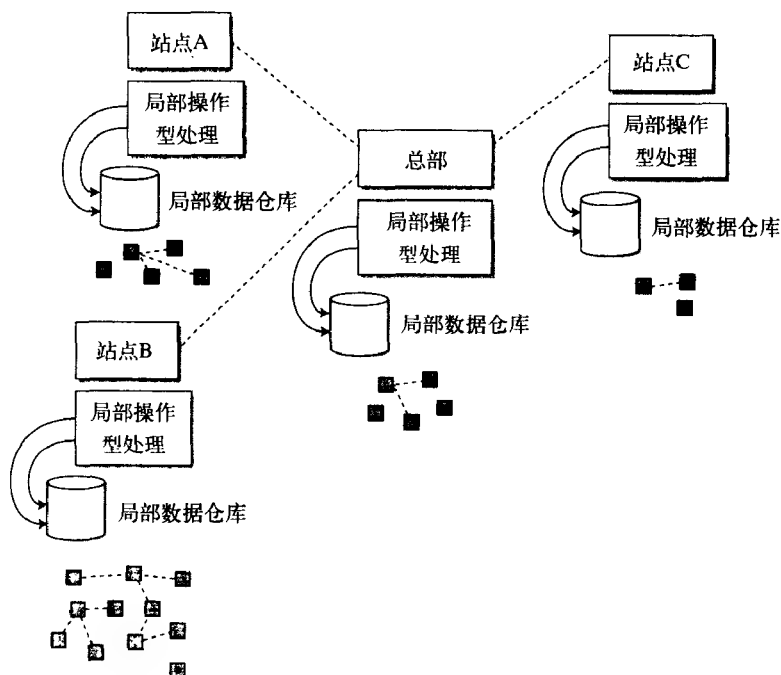 站点A
局部操作
型处理
局部数据仓库
站点C
局部操作
型处理
局部数据仓库
总部
局部操作
型处理
局部数据仓库
站点B
局部操作
型处理
局部数据仓库